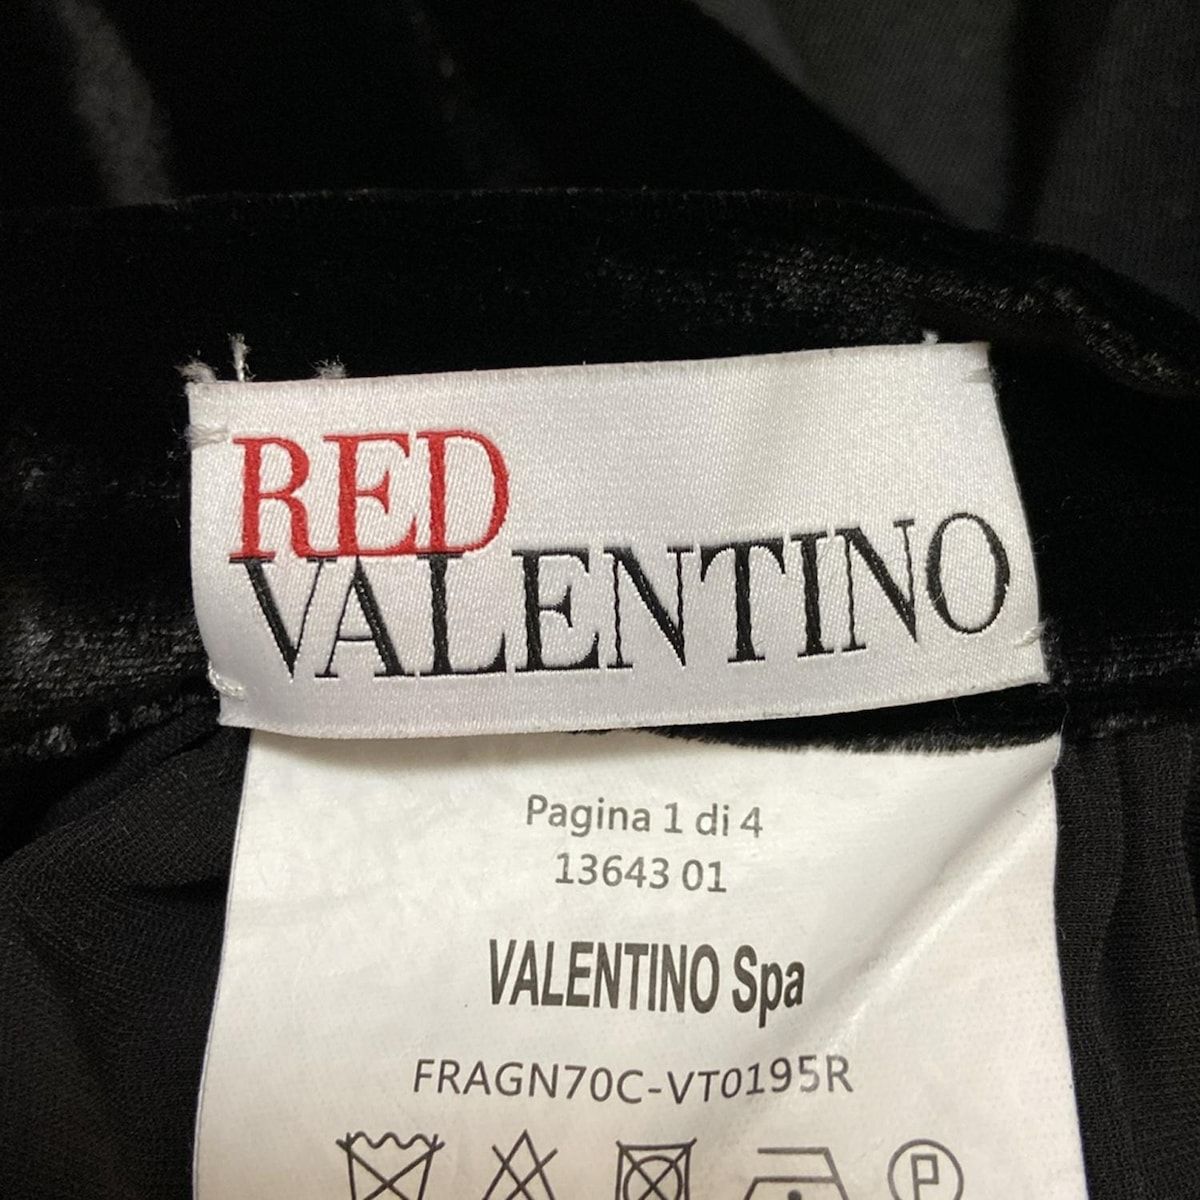 RED
VALENTINO
Pagina 1 di 4
13643 01
VALENTINO Spa
FRAGN70C-VT0195R
P